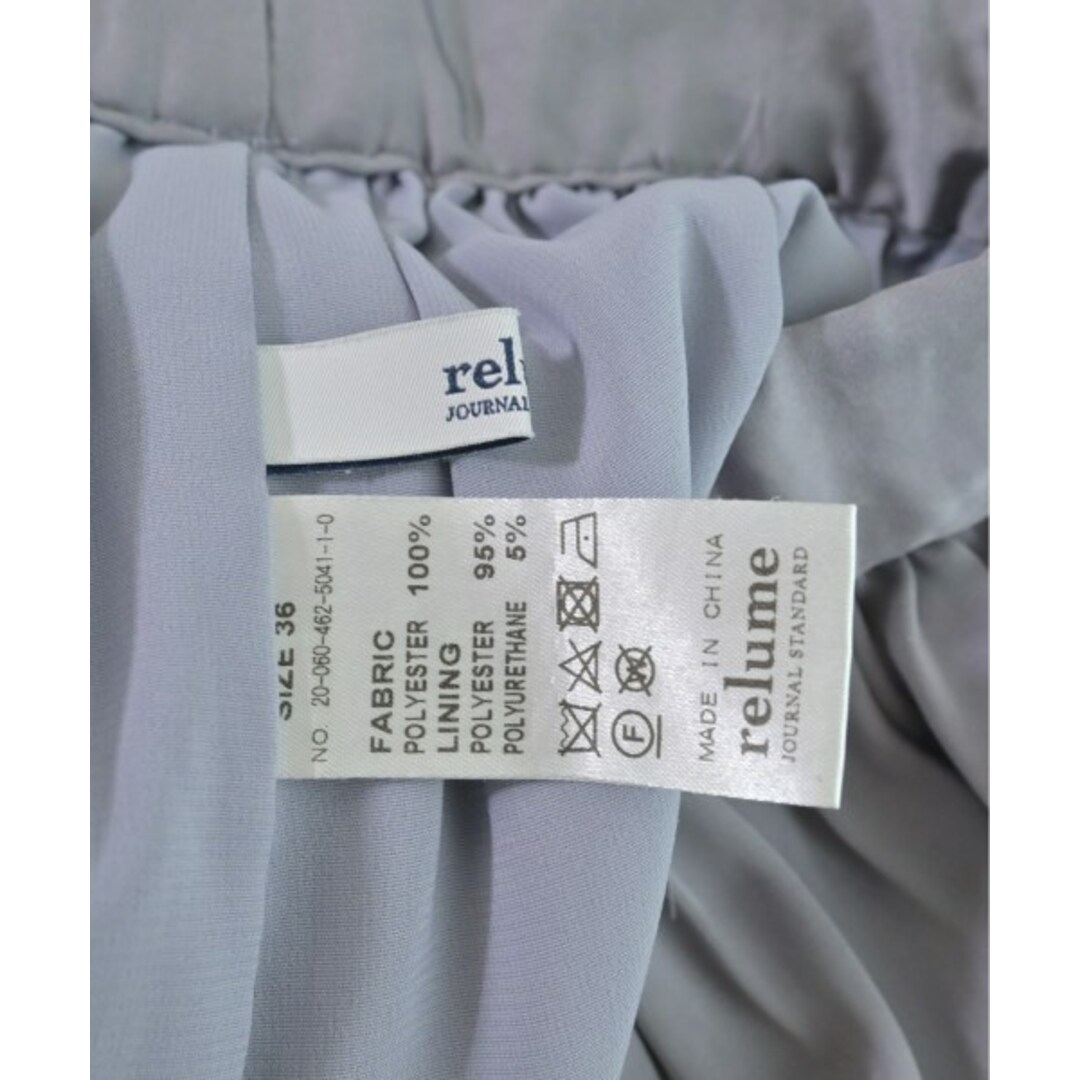 JOURNAL
SIZE 36
NO. 20-060-462-5041-1-0
FABRIC
POLYESTER 100%
LINING
POLYESTER 95%
POLYURETHANE 5%
F
W
MADE IN CHINA
relume
JOURNAL STANDARD